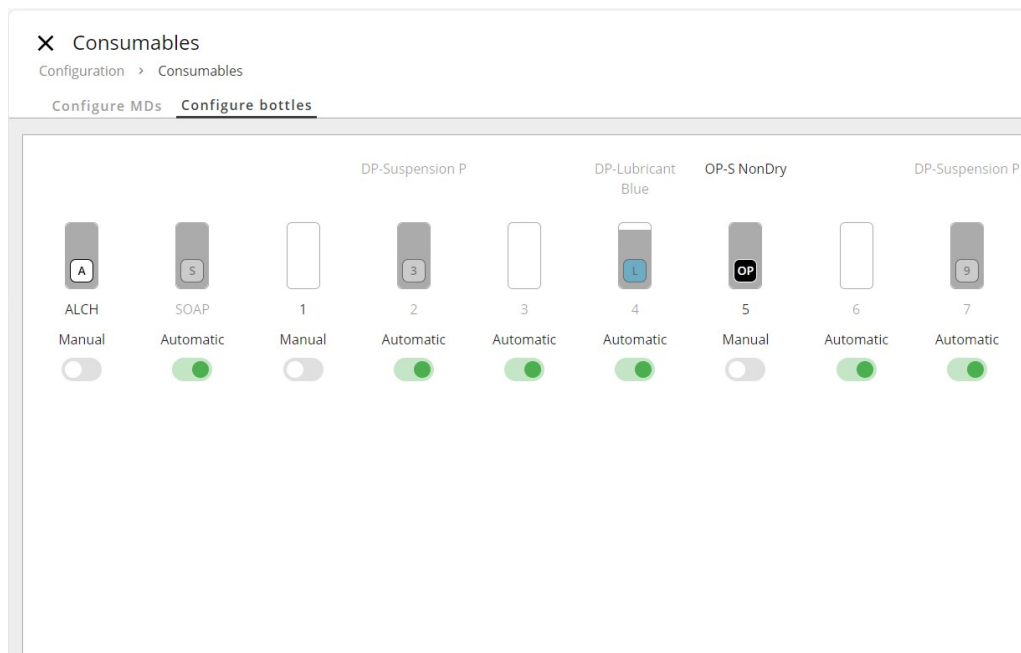 Consumables
Configuration > Consumables
Configure MDs Configure bottles
DP-Suspension P DP-Lubricant Blue OP-S NonDry DP-Suspension P
A S 3 L OP 9
ALCH SOAP 1 2 3 4 5 6 7
Manual Automatic Manual Automatic Automatic Automatic Manual Automatic Automatic